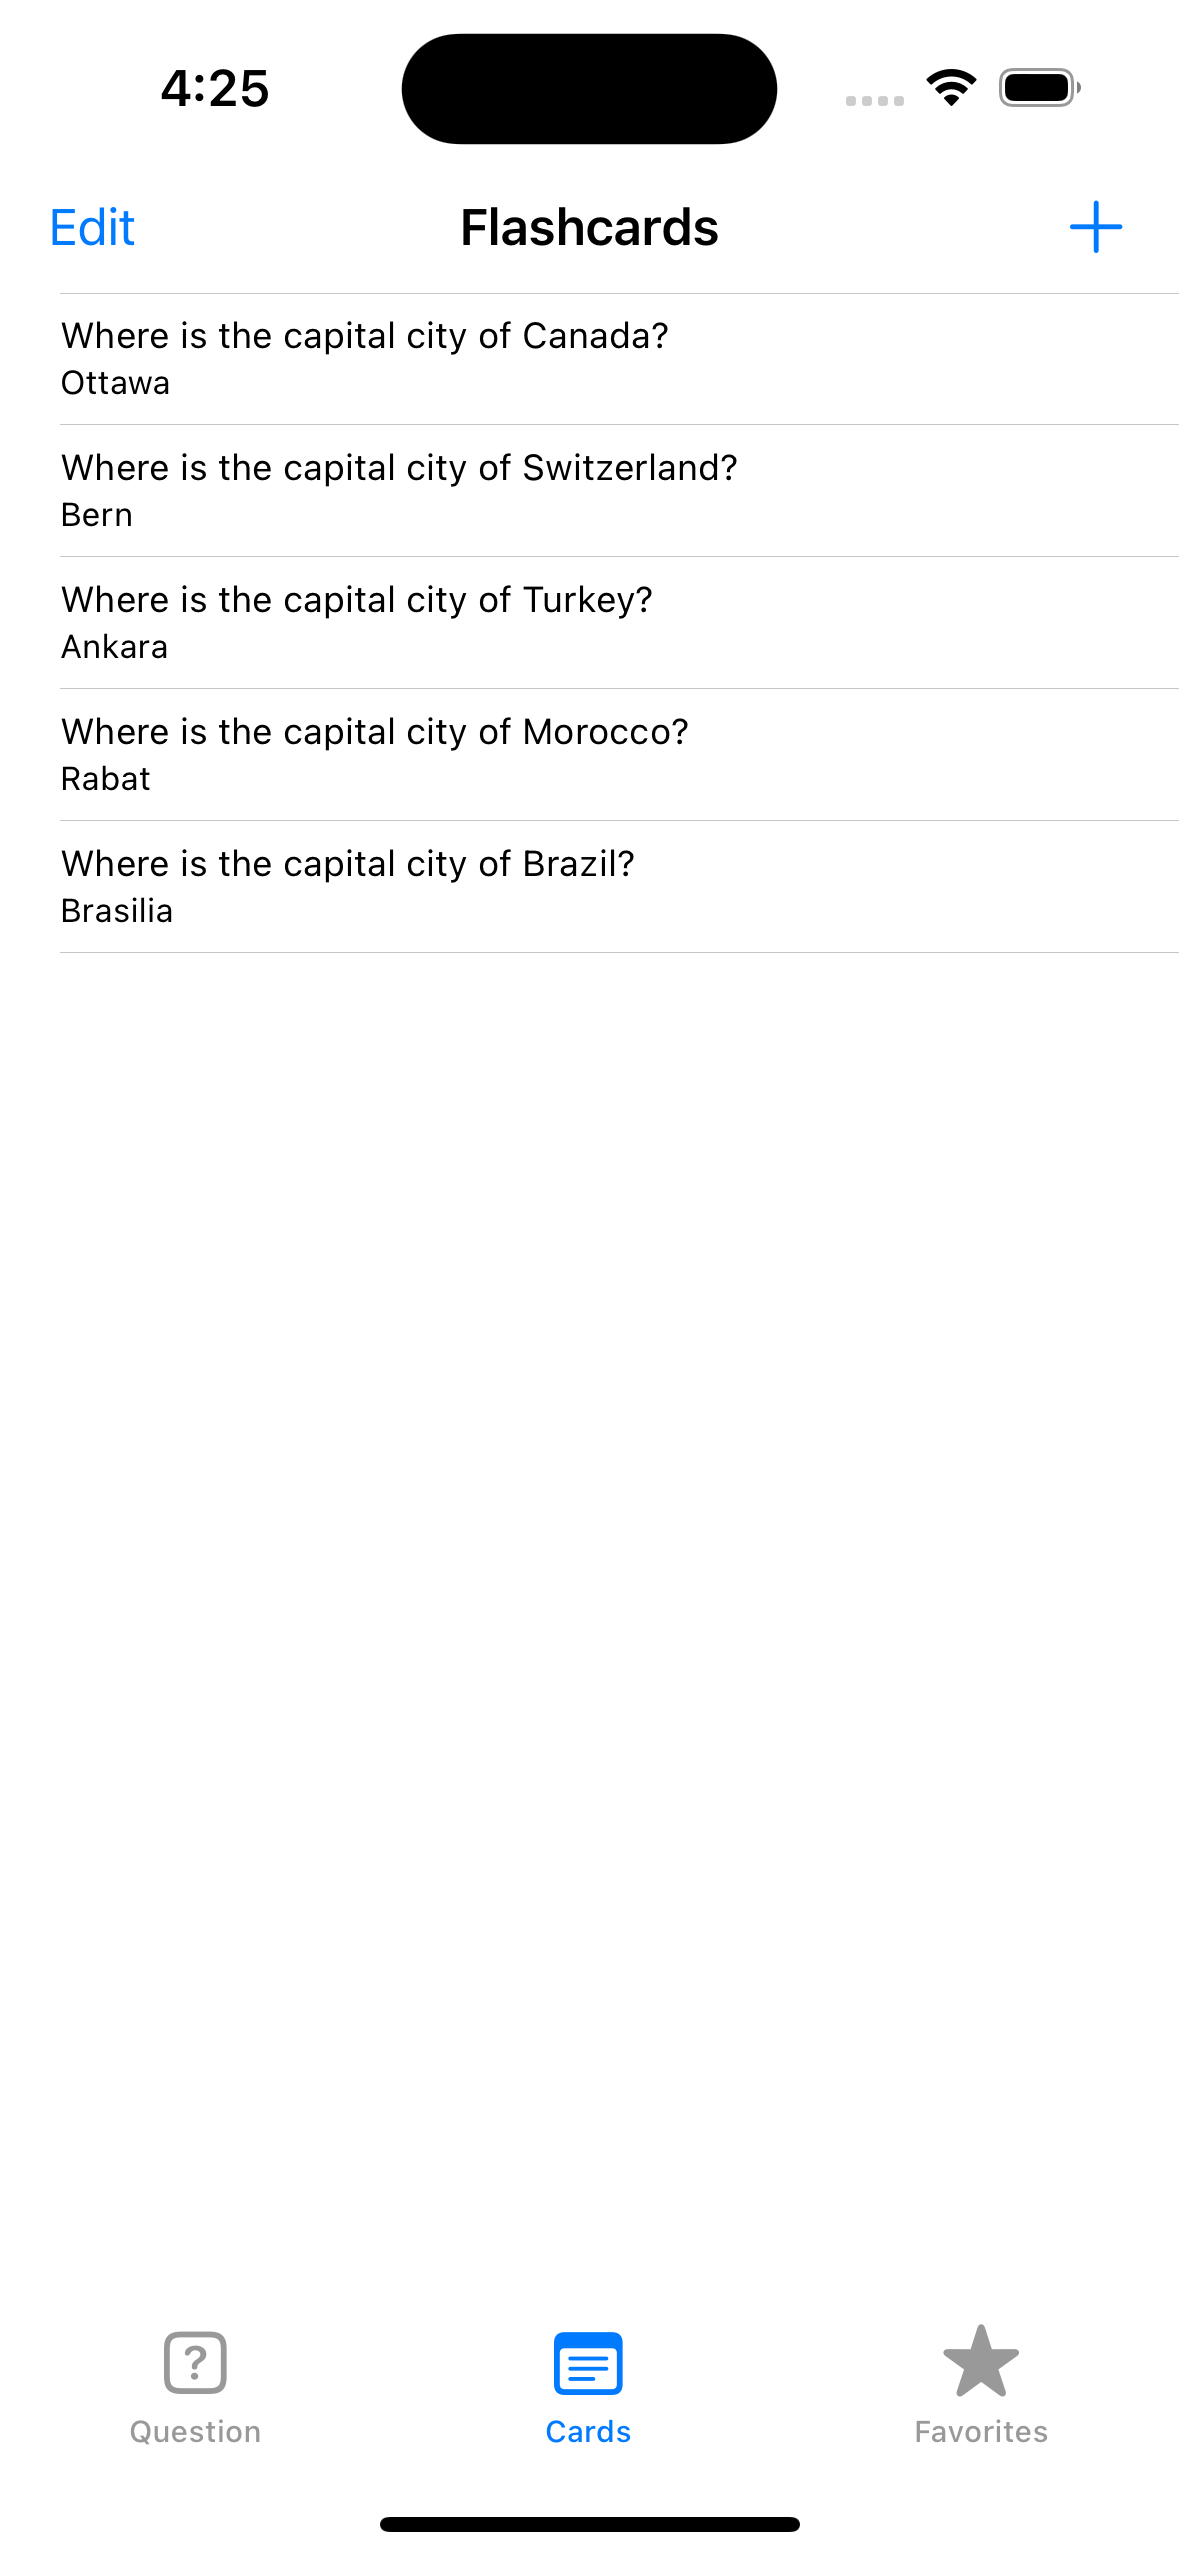 4:25
Edit
Flashcards
Where is the capital city of Canada?
Ottawa
Where is the capital city of Switzerland?
Bern
Where is the capital city of Turkey?
Ankara
Where is the capital city of Morocco?
Rabat
Where is the capital city of Brazil?
Brasilia
Question
Cards
Favorites